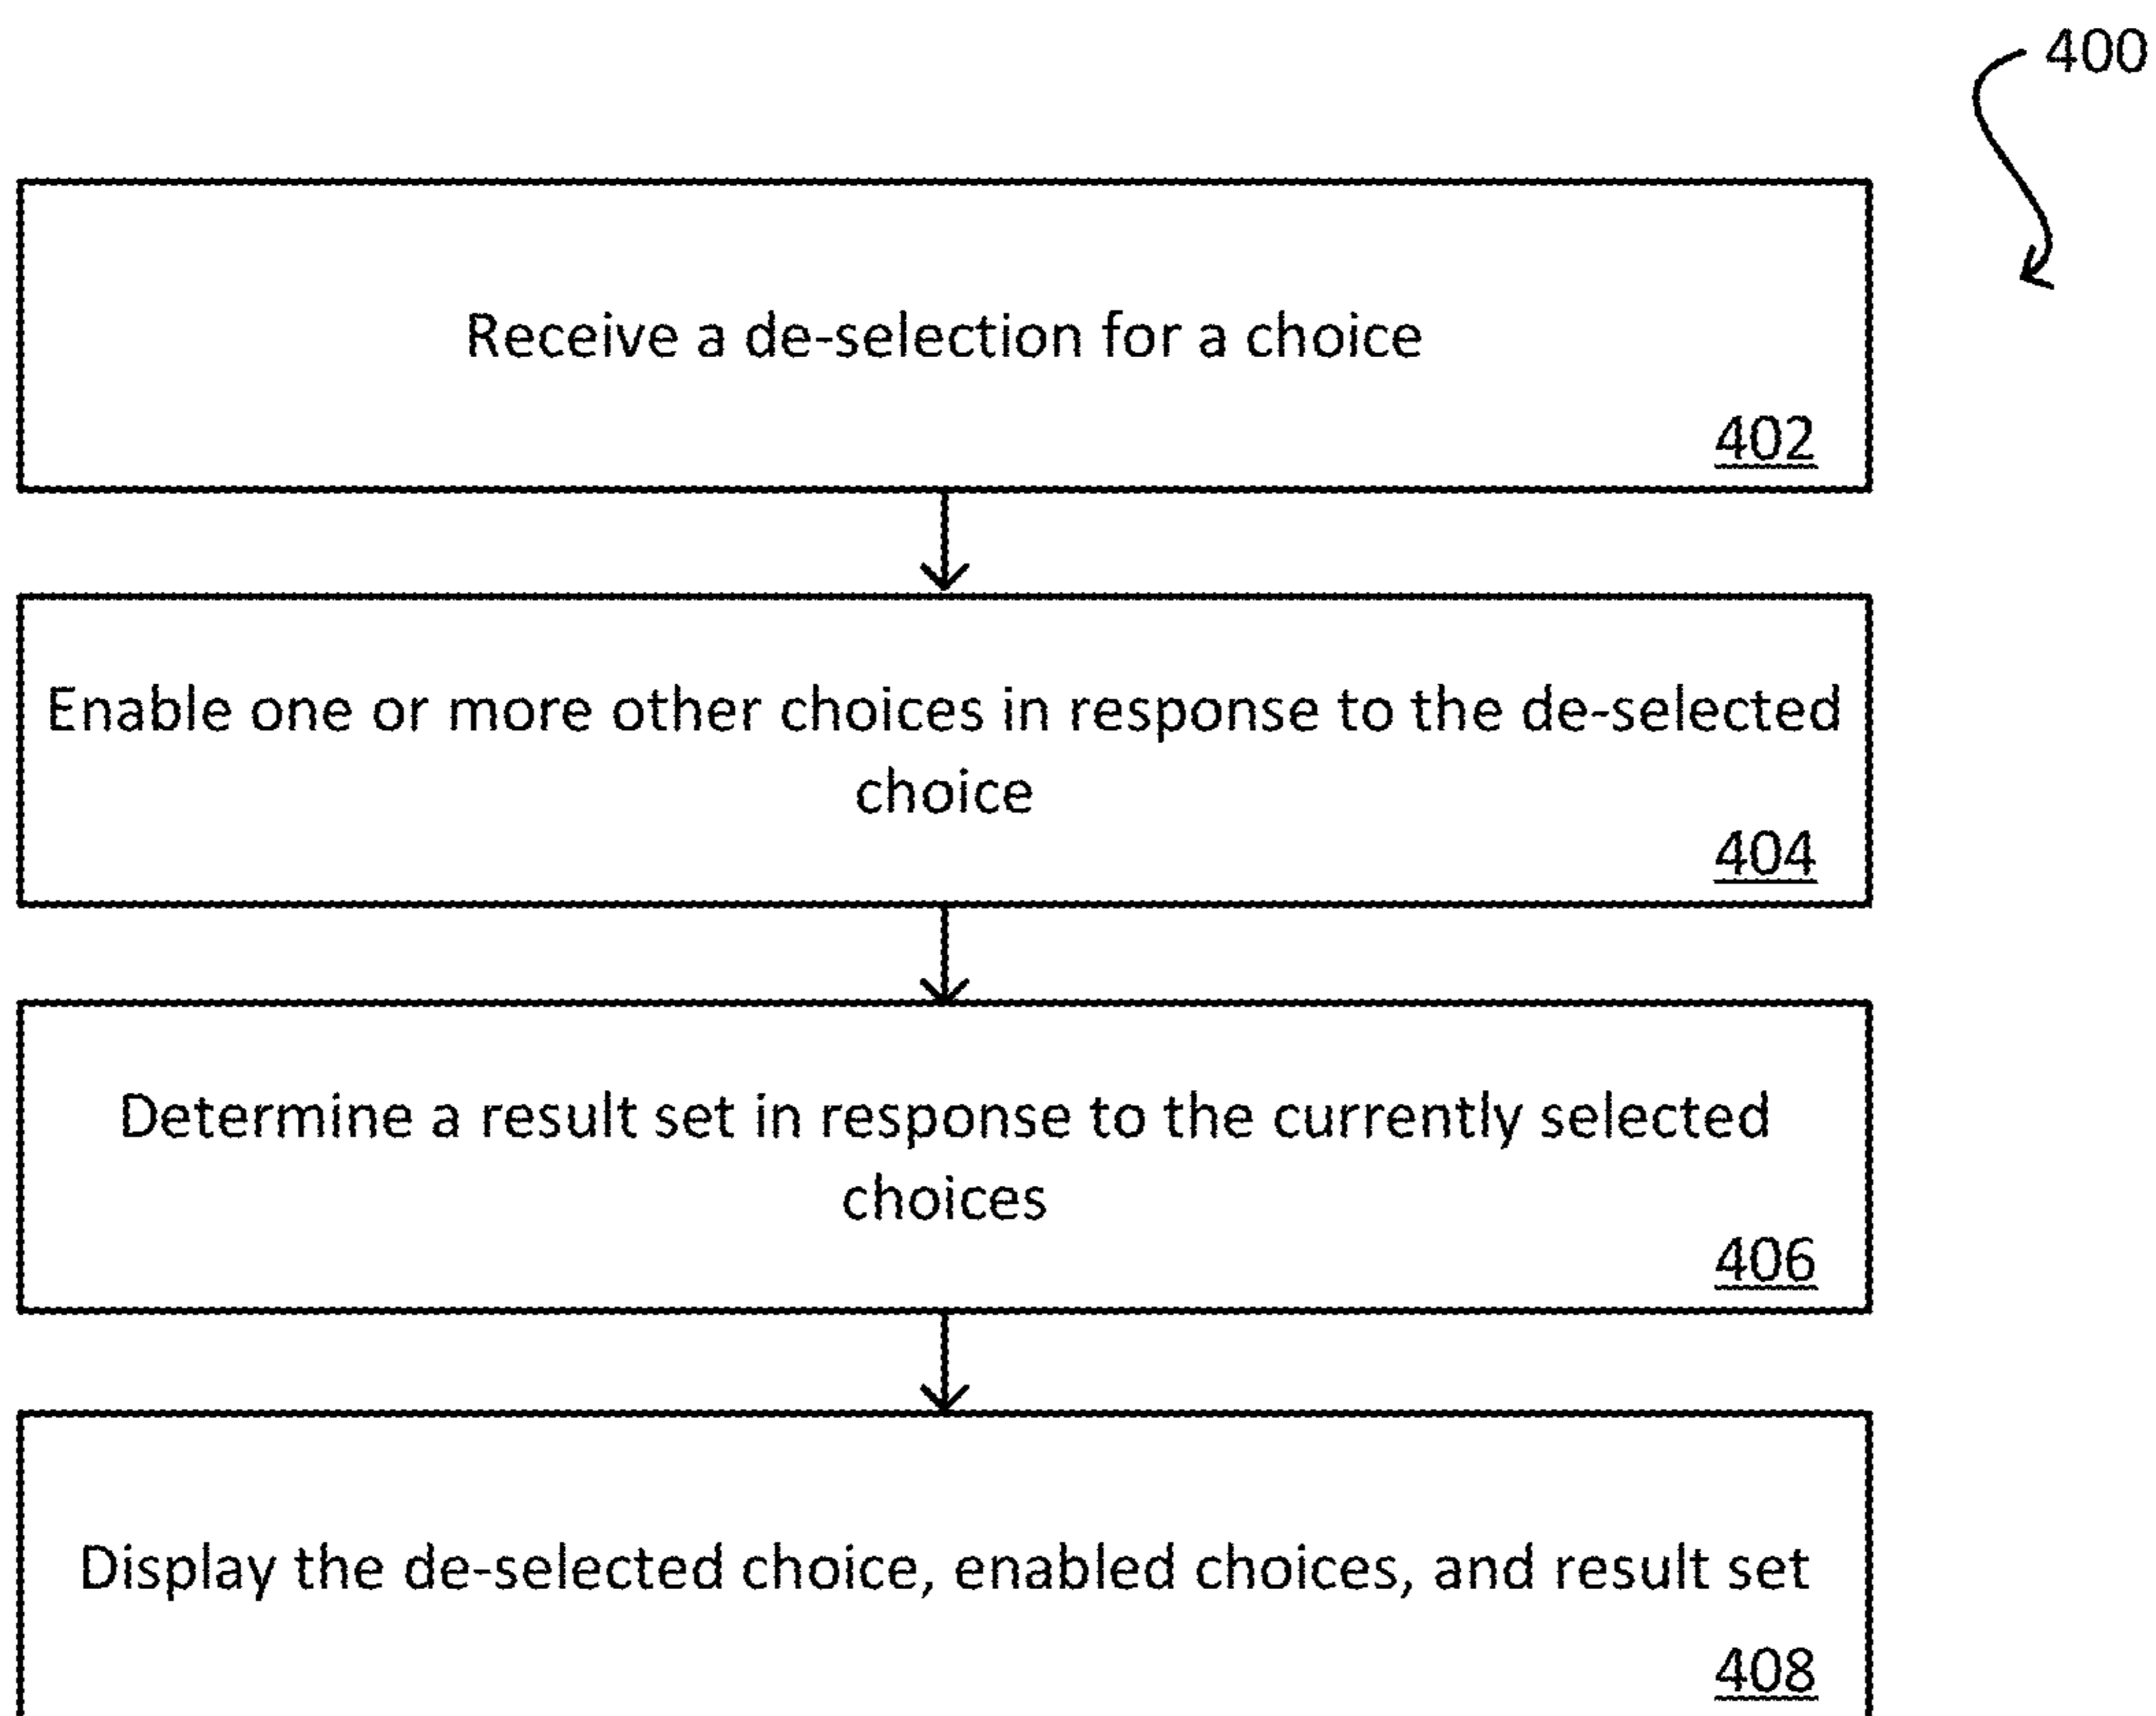 400
Receive a de-selection for a choice
402
Enable one or more other choices in response to the de-selected
choice
404
Determine a result set in response to the currently selected
choices
406
Display the de-selected choice, enabled choices, and result set
408